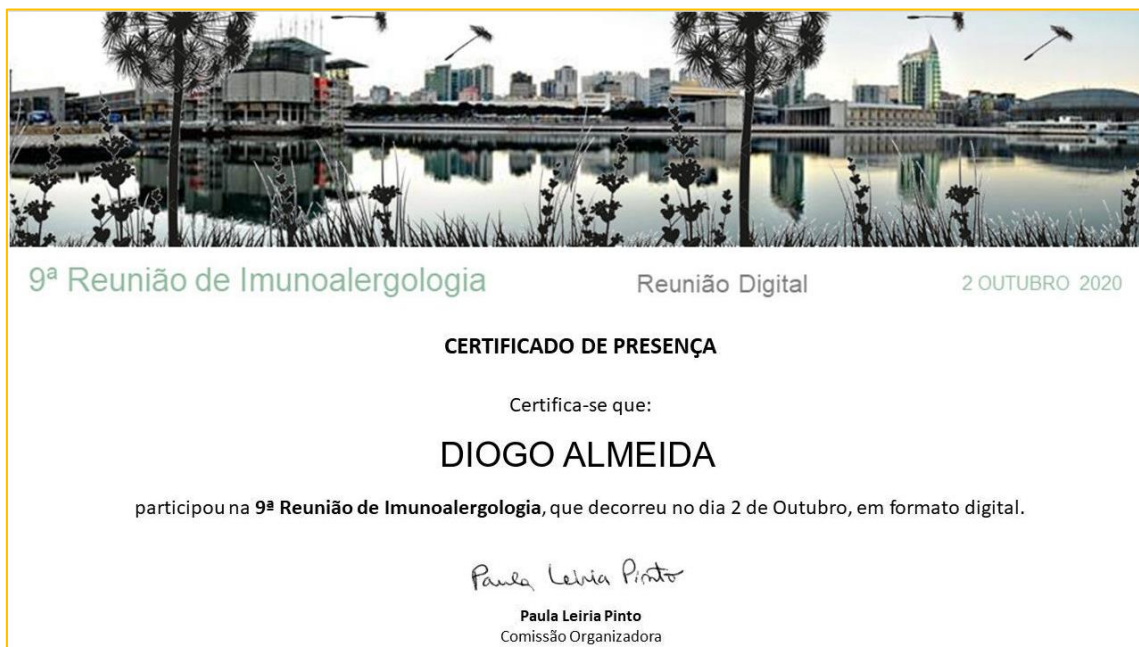 9ª Reunião de Imunoalergologia
Reunião Digital
2 OUTUBRO 2020
CERTIFICADO DE PRESENÇA
Certifica-se que:
DIOGO ALMEIDA
participou na 9ª Reunião de Imunoalergologia, que decorreu no dia 2 de Outubro, em formato digital.
Paula Leiria Pinto
Paula Leiria Pinto
Comissão Organizadora